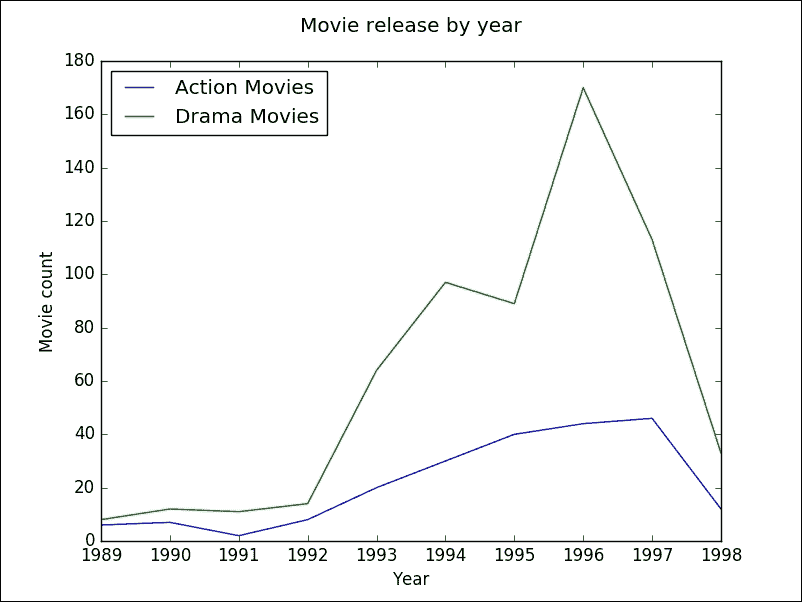 Movie release by year
Action Movies
Drama Movies
180
160
140
120
100
80
60
40
20
0
Movie count
1989 1990 1991 1992 1993 1994 1995 1996 1997 1998
Year